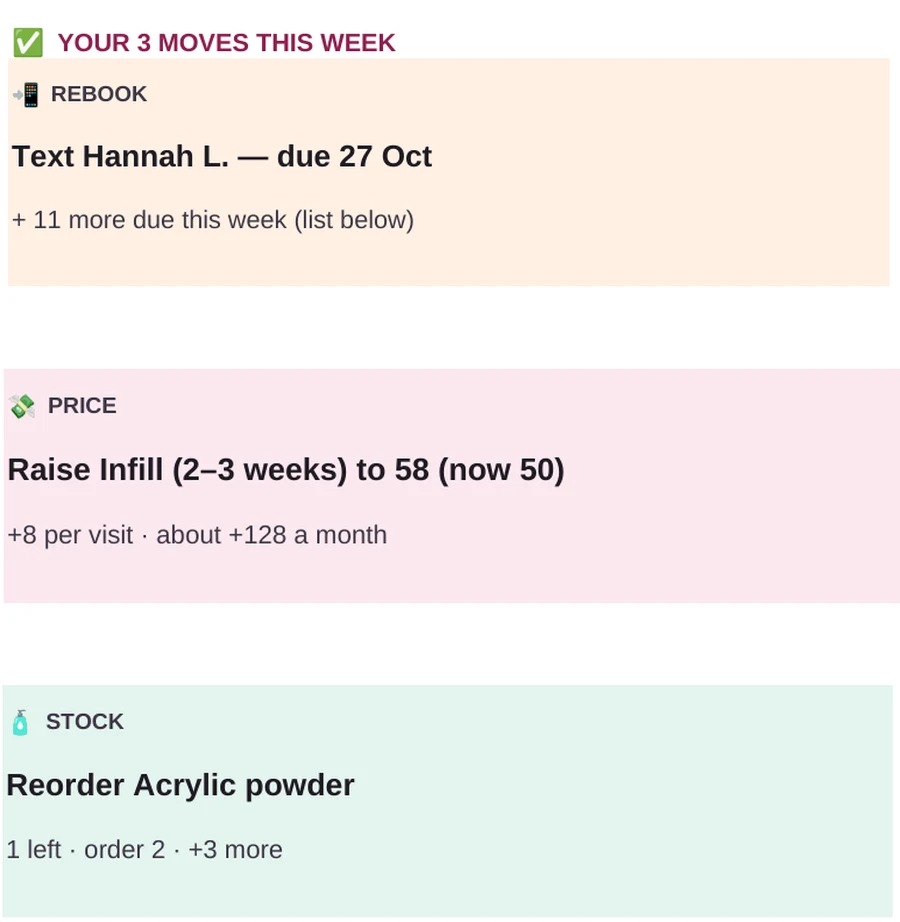 ✅ YOUR 3 MOVES THIS WEEK
📲 REBOOK
Text Hannah L. — due 27 Oct
+ 11 more due this week (list below)
💸 PRICE
Raise Infill (2–3 weeks) to 58 (now 50)
+8 per visit · about +128 a month
🧴 STOCK
Reorder Acrylic powder
1 left · order 2 · +3 more